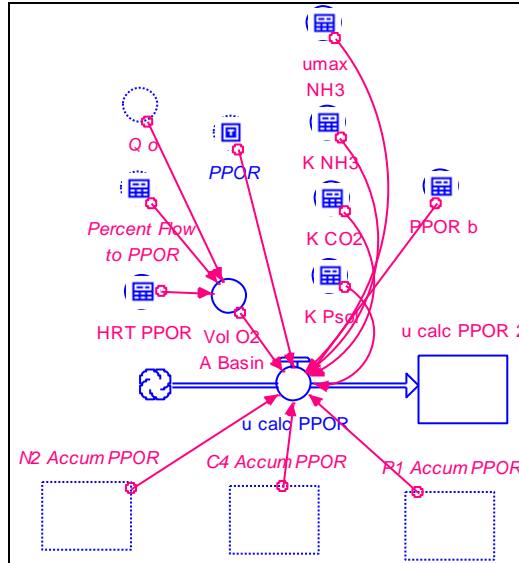 umax
NH3
Q o
PPOR
K NH3
Percent Flow
to PPOR
K CO2
PPOR b
HRT PPOR
Vol O2
A Basin
K Psol
u calc PPOR 2
u calc PPOR
N2 Accum PPOR
C4 Accum PPOR
P1 Accum PPOR